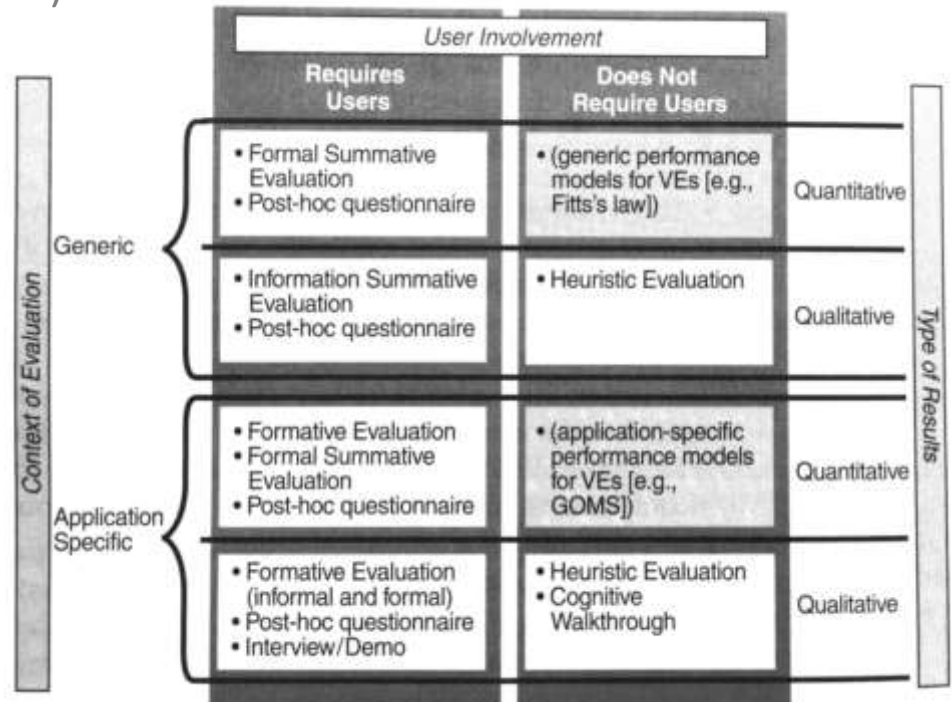 User Involvement
Requires
Users
Does Not
Require Users
Context of Evaluation
Generic
• Formal Summative
Evaluation
• Post-hoc questionnaire
• (generic performance
models for VEs [e.g.,
Fitts's law])
Quantitative
• Information Summative
Evaluation
• Post-hoc questionnaire
• Heuristic Evaluation
Qualitative
Type of Results
Application
Specific
• Formative Evaluation
• Formal Summative
Evaluation
• Post-hoc questionnaire
• (application-specific
performance models
for VEs [e.g.,
GOMS])
Quantitative
• Formative Evaluation
(informal and formal)
• Post-hoc questionnaire
• Interview/Demo
• Heuristic Evaluation
• Cognitive
Walkthrough
Qualitative